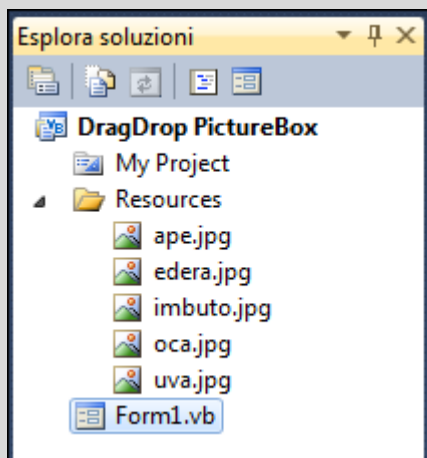 Esplora soluzioni
VB
DragDrop PictureBox
My Project
Resources
ape.jpg
edera.jpg
imbuto.jpg
oca.jpg
uva.jpg
Form1.vb